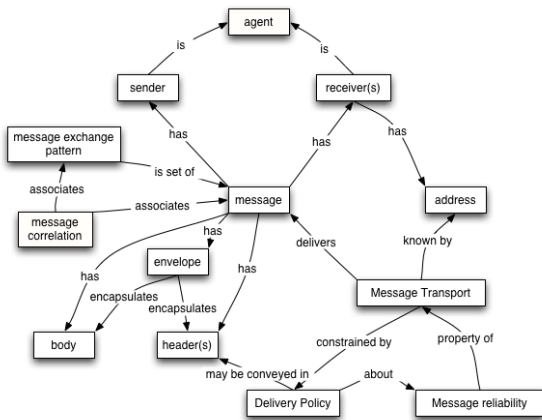 agent
is
is
sender
receiver(s)
has
has
has
message exchange
pattern
is set of
associates
associates
message
address
message
correlation
has
delivers
known by
envelope
has
has
encapsulates
encapsulates
Message Transport
body
header(s)
constrained by
property of
may be conveyed in
about
Delivery Policy
Message reliability